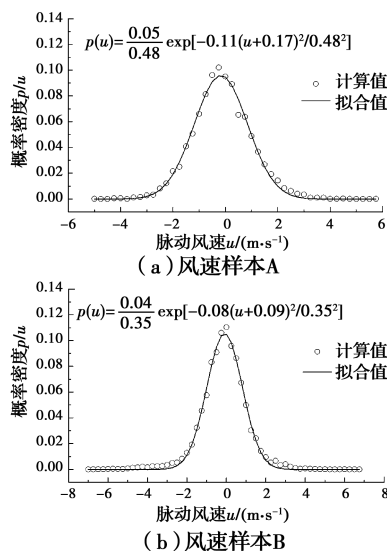 p(u)=0.05/0.48 exp[−0.11(u+0.17)²/0.48²]
0.14
0.12
0.10
0.08
0.06
0.04
0.02
0.00
概率密度p/u
计算值
拟合值
−6 −4 −2 0 2 4 6
脉动风速u/(m·s⁻¹)
(a)风速样本A
p(u)=0.04/0.35 exp[−0.08(u+0.09)²/0.35²]
0.14
0.12
0.10
0.08
0.06
0.04
0.02
0.00
概率密度p/u
计算值
拟合值
−8 −6 −4 −2 0 2 4 6 8
脉动风速u/(m·s⁻¹)
(b)风速样本B